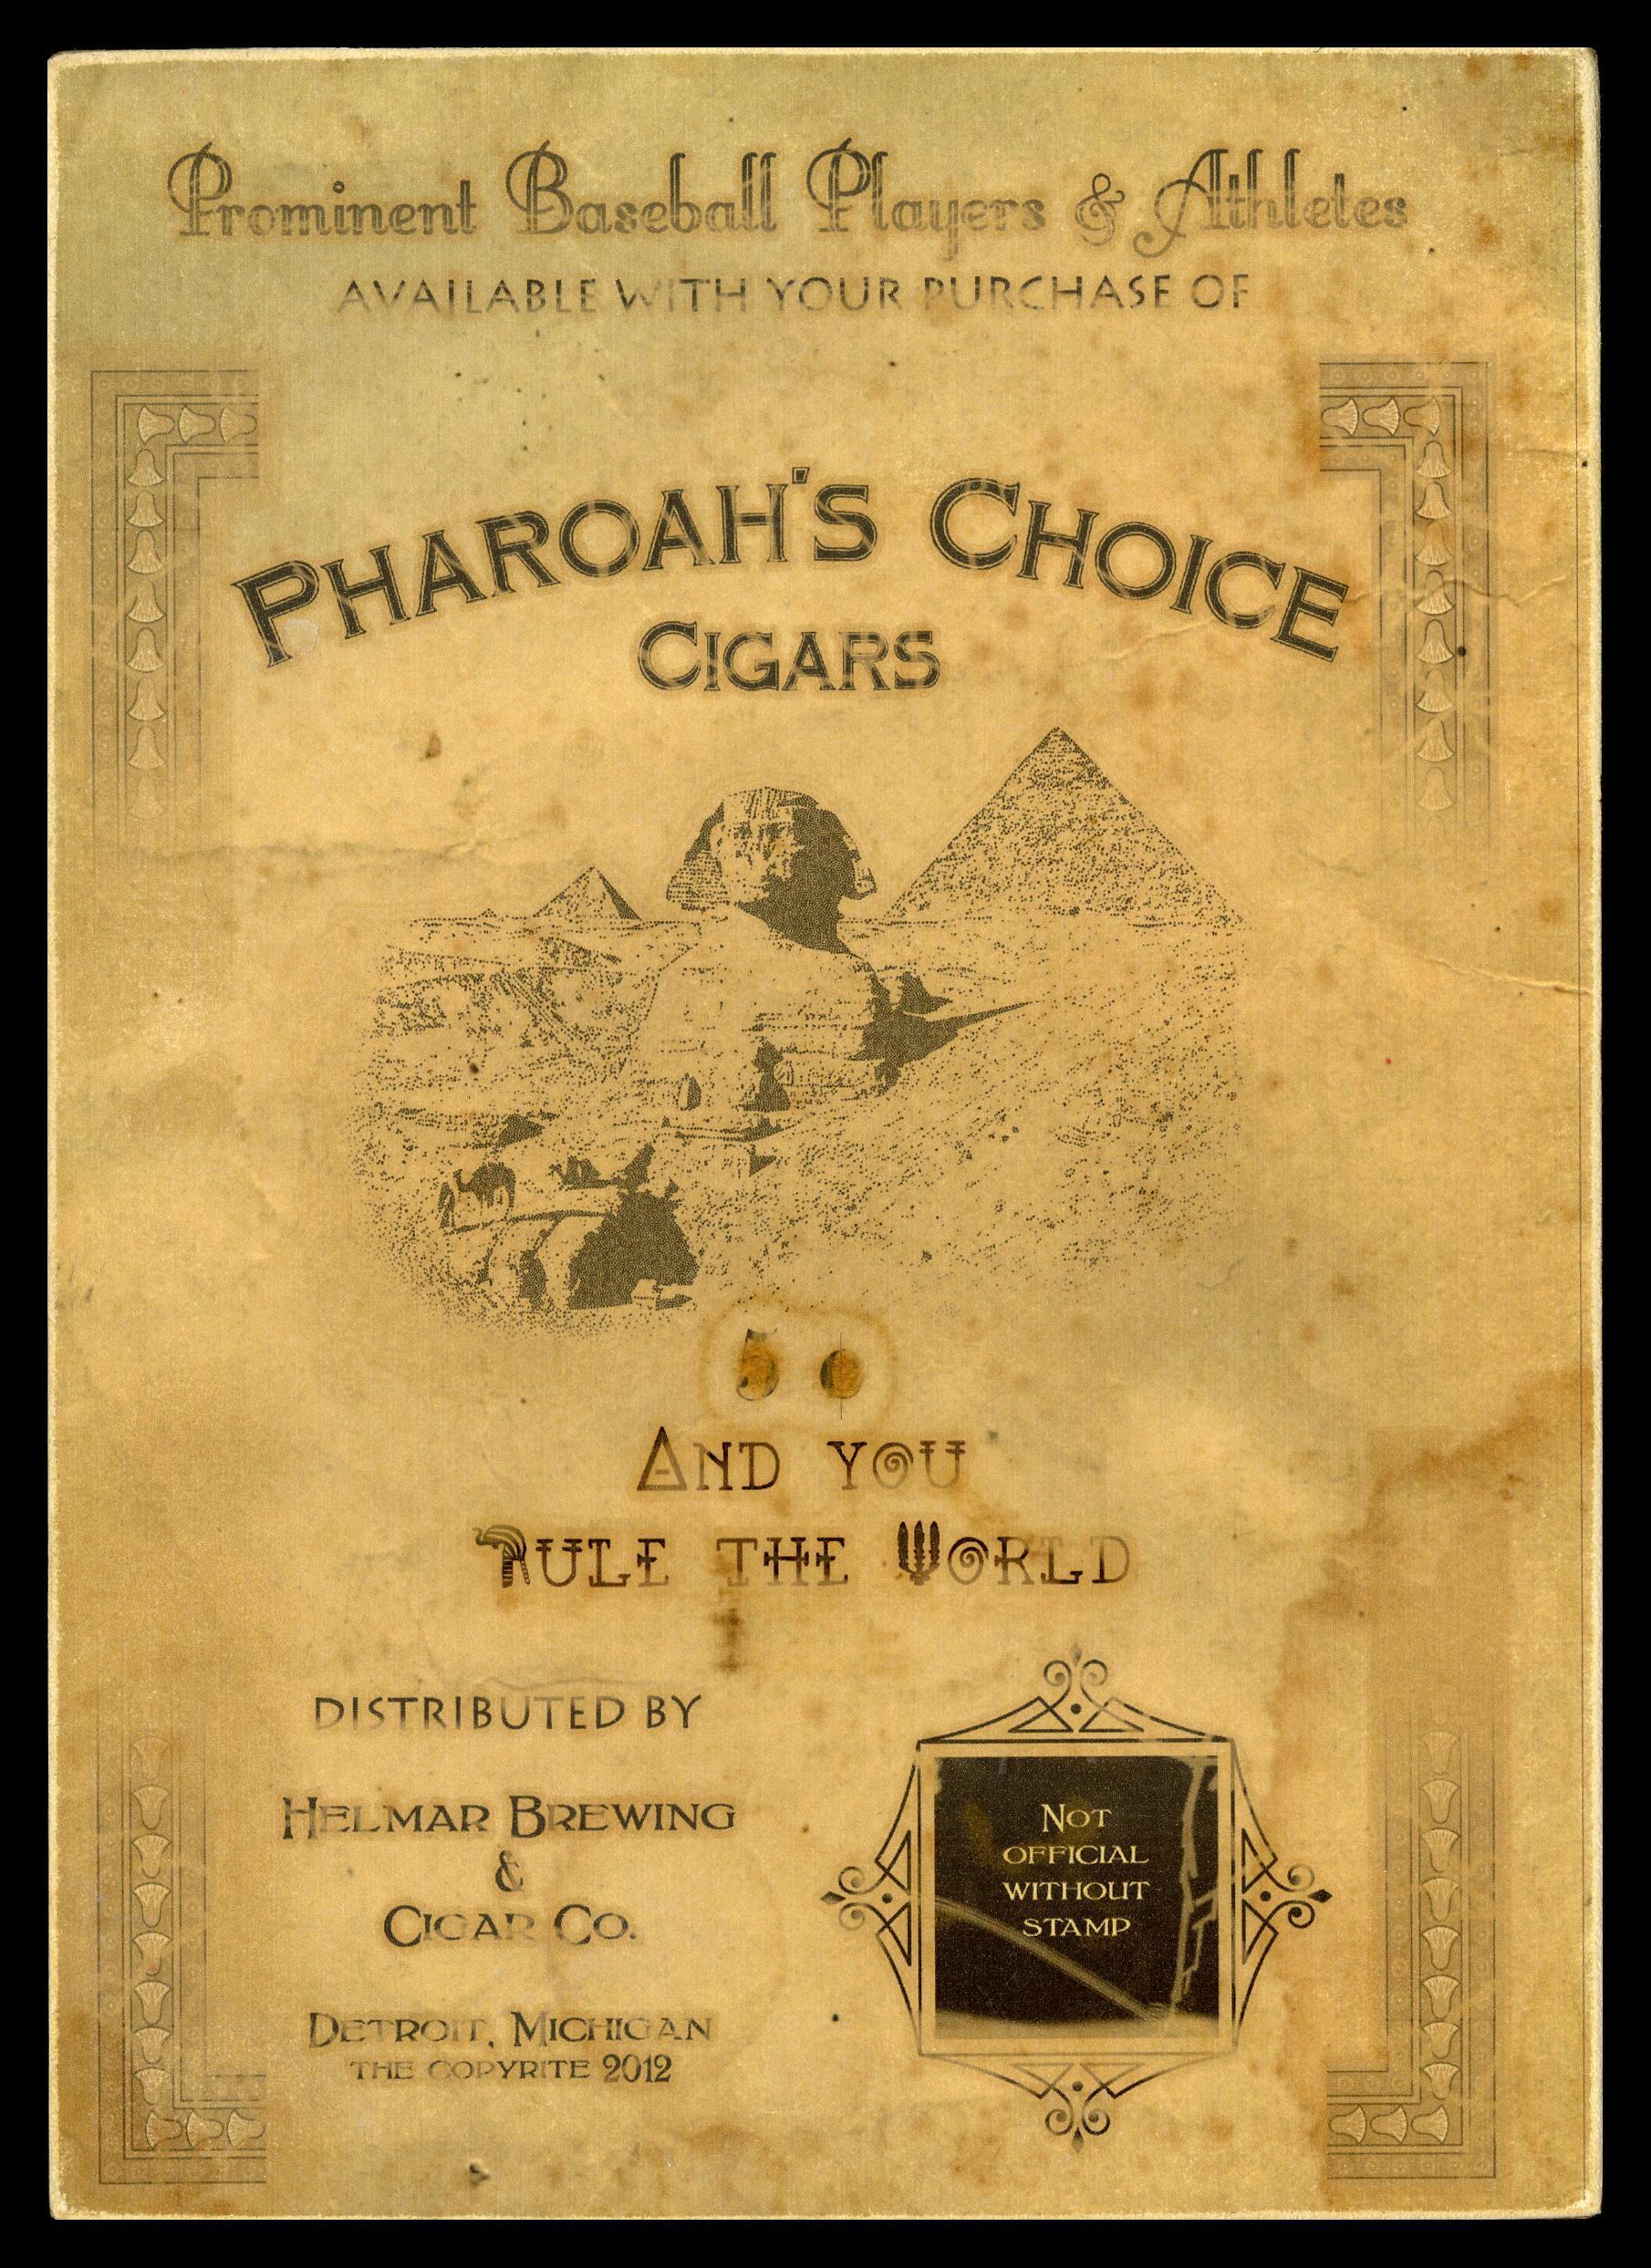 Prominent Baseball Players & Athletes
AVAILABLE WITH YOUR PURCHASE OF
PHAROAH'S CHOICE
CIGARS
5 ¢
AND YOU
RULE THE WORLD
DISTRIBUTED BY
HELMAR BREWING
&
CIGAR CO.
DETROIT, MICHIGAN
THE COPYRITE 2012
NOT
OFFICIAL
WITHOUT
STAMP